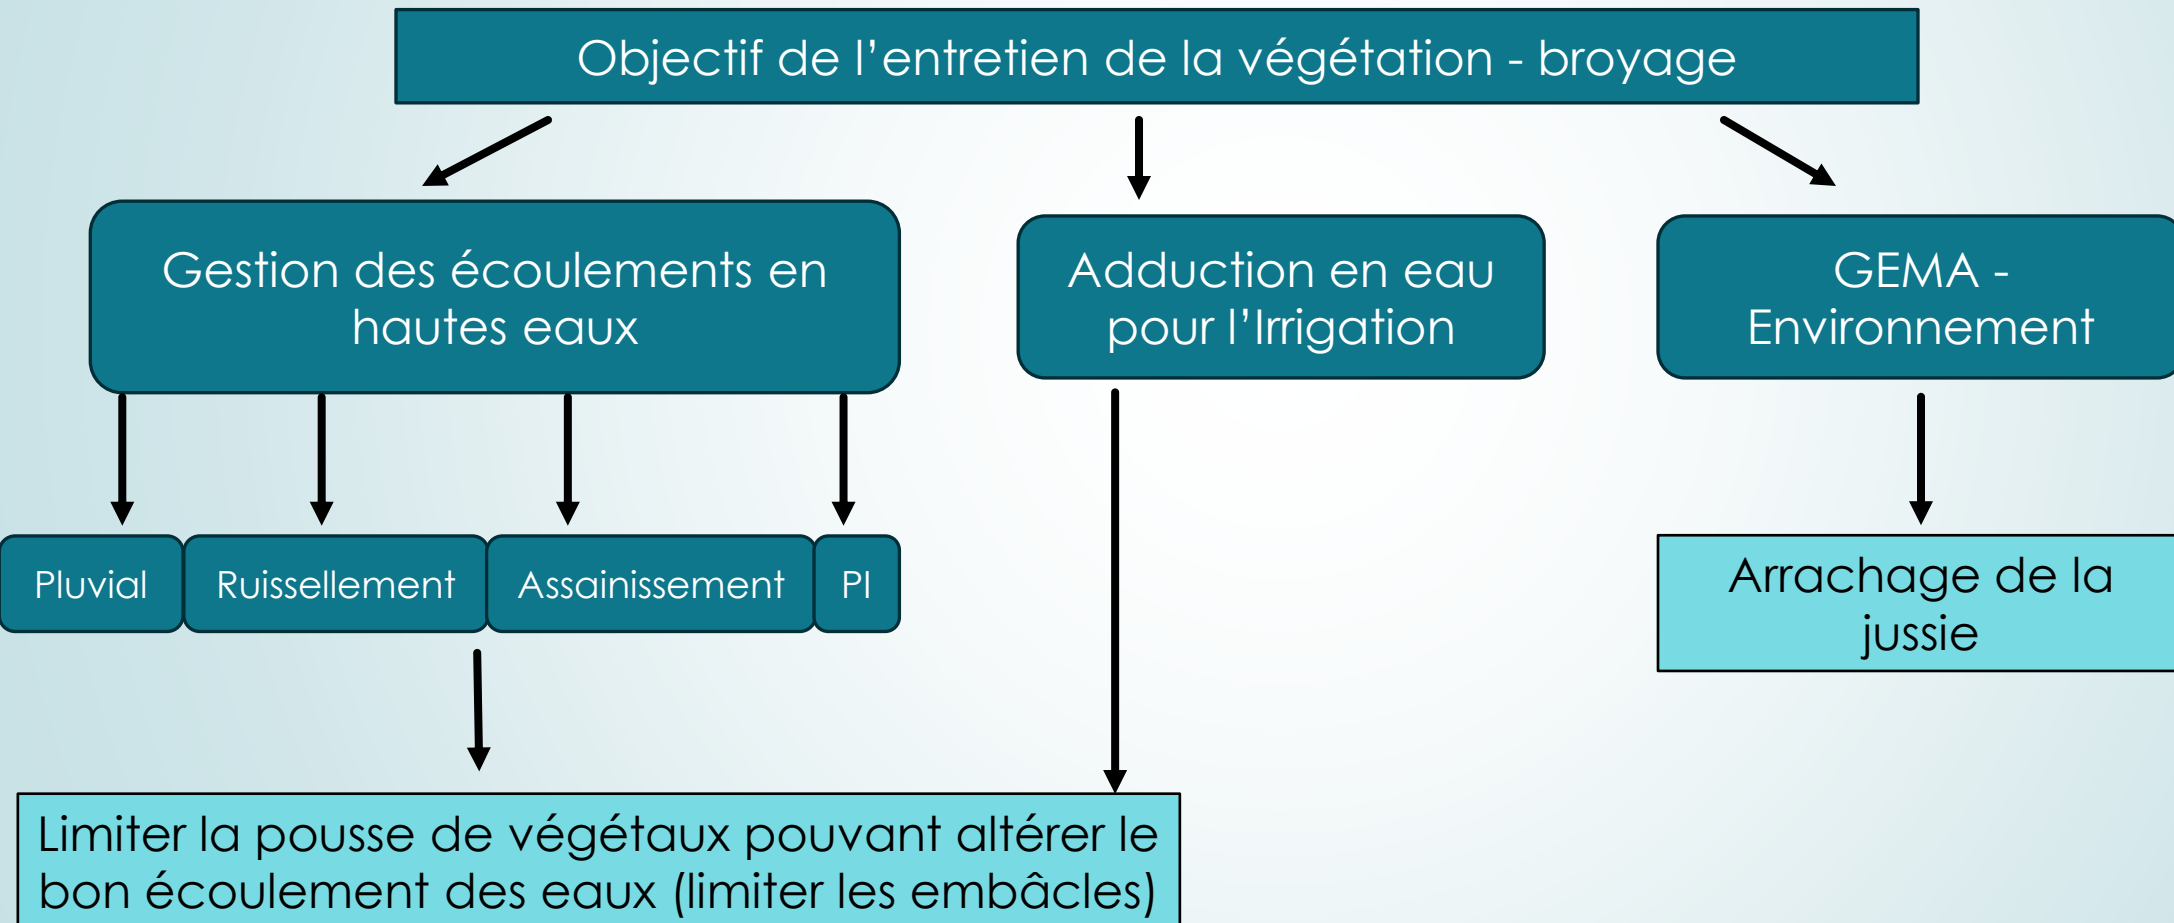 Objectif de l’entretien de la végétation - broyage
Gestion des écoulements en
hautes eaux
Adduction en eau
pour l’Irrigation
GEMA -
Environnement
Pluvial
Ruissellement
Assainissement
PI
Arrachage de la
jussie
Limiter la pousse de végétaux pouvant altérer le
bon écoulement des eaux (limiter les embâcles)